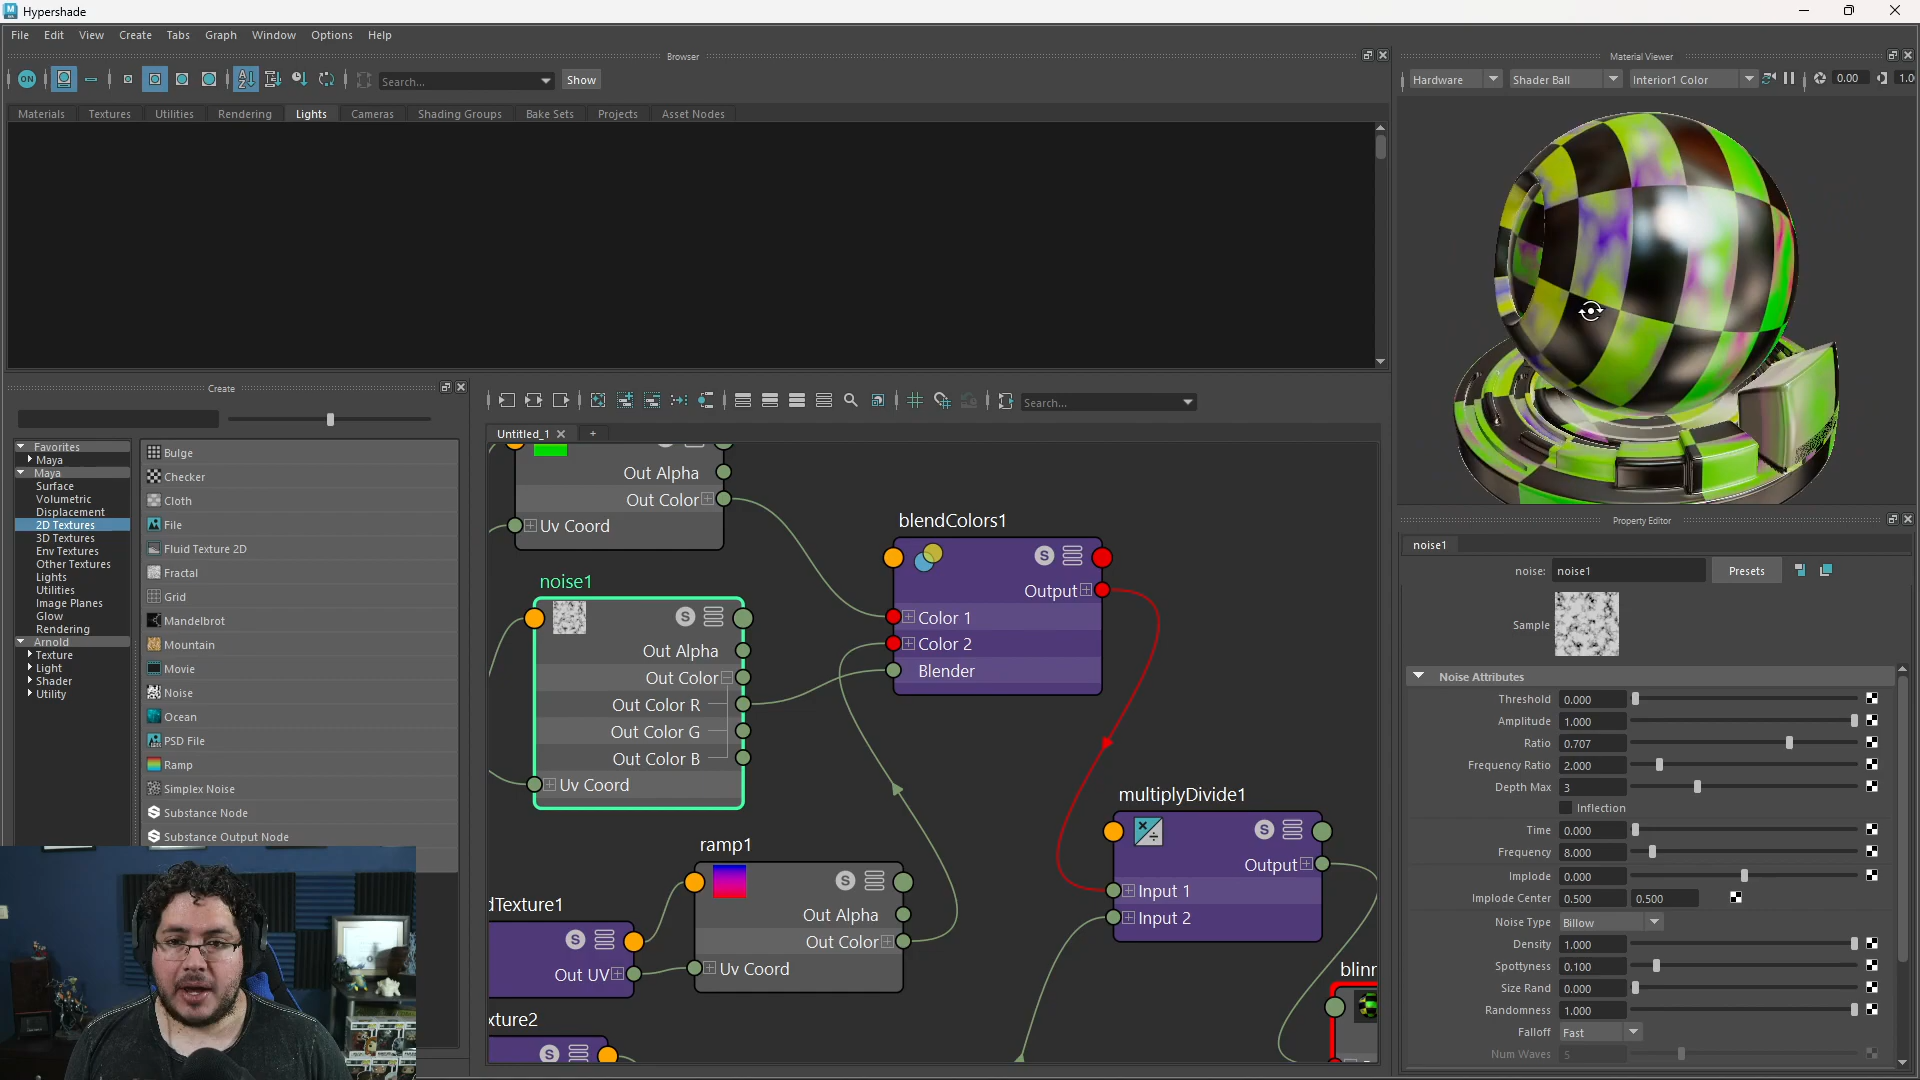 Hypershade
File Edit View Create Tabs Graph Window Options Help
Browser
ON
Search...
Show
Materials Textures Utilities Rendering Lights Cameras Shading Groups Bake Sets Projects Asset Nodes
Material Viewer
Hardware Shader Ball Interior1 Color 0.00
Create
Favorites
Maya
Maya
Surface
Volumetric
Displacement
2D Textures
3D Textures
Env Textures
Other Textures
Lights
Utilities
Image Planes
Glow
Rendering
Arnold
Texture
Light
Shader
Utility
Bulge
Checker
Cloth
File
Fluid Texture 2D
Fractal
Grid
Mandelbrot
Mountain
Movie
Noise
Ocean
PSD File
Ramp
Simplex Noise
Substance Node
Substance Output Node
Search...
Untitled_1
Out Alpha
Out Color
Uv Coord
noise1
Out Alpha
Out Color
Out Color R
Out Color G
Out Color B
Uv Coord
blendColors1
Output
Color 1
Color 2
Blender
ramp1
Out Alpha
Out Color
Uv Coord
dTexture1
Out UV
xture2
multiplyDivide1
Output
Input 1
Input 2
blinn
Property Editor
noise1
noise: noise1 Presets
Sample
Noise Attributes
Threshold 0.000
Amplitude 1.000
Ratio 0.707
Frequency Ratio 2.000
Depth Max 3
Inflection
Time 0.000
Frequency 8.000
Implode 0.000
Implode Center 0.500 0.500
Noise Type Billow
Density 1.000
Spottyness 0.100
Size Rand 0.000
Randomness 1.000
Falloff Fast
Num Waves 5